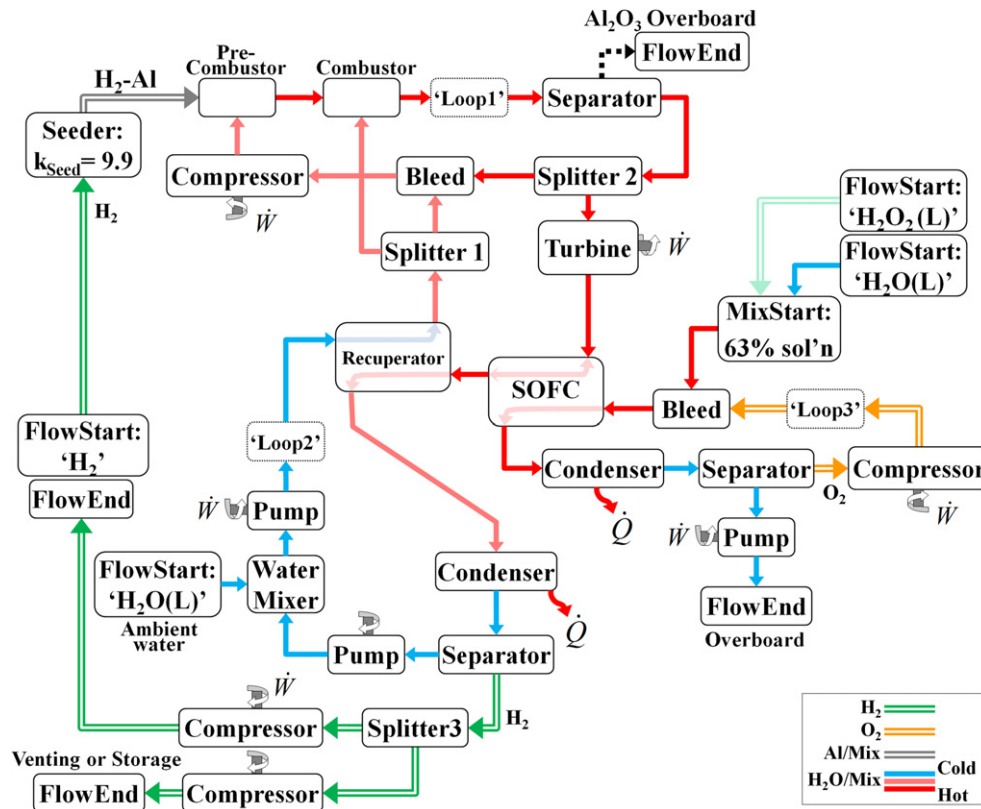 Al₂O₃ Overboard
FlowEnd
Pre-
Combustor
Combustor
H₂-Al
'Loop1'
Separator
Seeder:
k_Seed= 9.9
Compressor
Ẇ
Bleed
Splitter 2
FlowStart:
'H₂O₂ (L)'
H₂
Splitter 1
Turbine
Ẇ
FlowStart:
'H₂O(L)'
MixStart:
63% sol'n
Recuperator
SOFC
Bleed
'Loop3'
FlowStart:
'H₂'
'Loop2'
Condenser
Separator
O₂
Compressor
Ẇ
FlowEnd
Ẇ
Pump
Q̇
Ẇ
Pump
FlowStart:
'H₂O(L)'
Ambient
water
Water
Mixer
Condenser
Q̇
FlowEnd
Overboard
Pump
Separator
Ẇ
H₂
Compressor
Splitter3
Venting or Storage
FlowEnd
Compressor
H₂
O₂
Al/Mix
H₂O/Mix
Cold
Hot